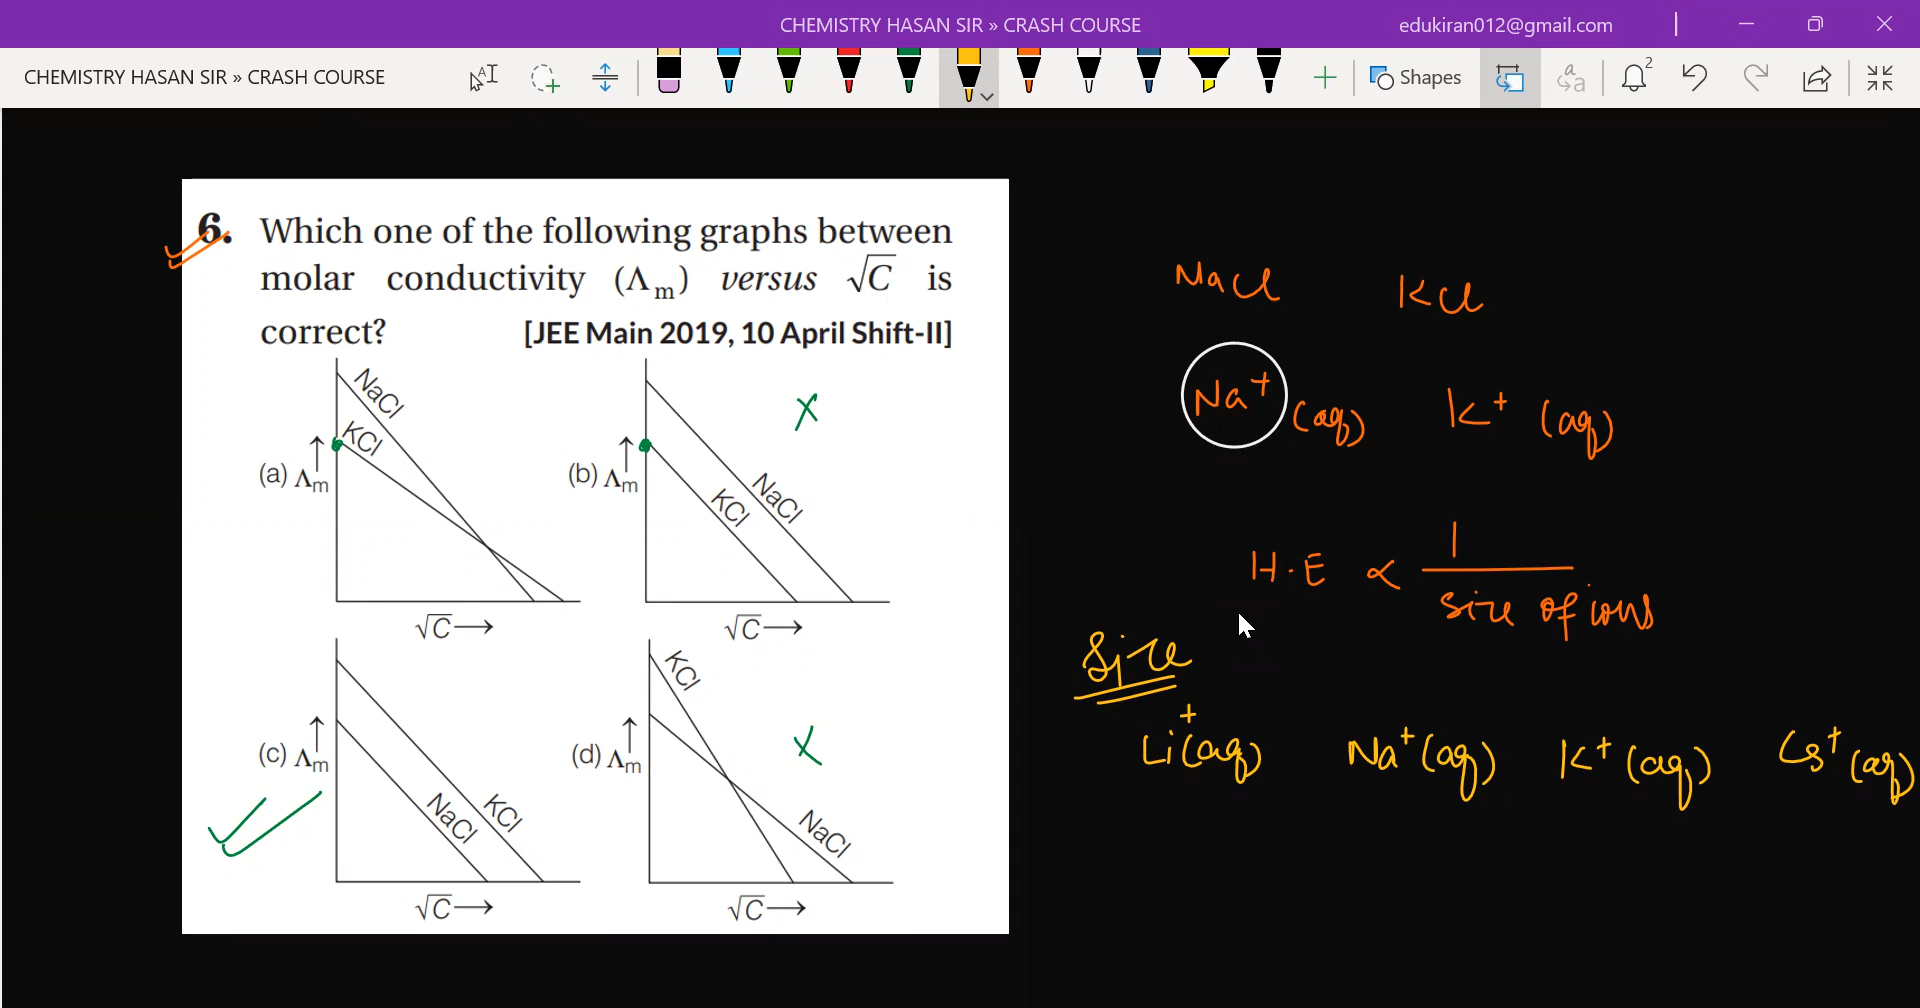 CHEMISTRY HASAN SIR » CRASH COURSE
edukiran012@gmail.com
CHEMISTRY HASAN SIR » CRASH COURSE
Shapes
2
6. Which one of the following graphs between
molar conductivity (Λm) versus √C is
correct? [JEE Main 2019, 10 April Shift-II]
(a) Λm
NaCl
KCl
√C
(b) Λm
KCl
NaCl
√C
(c) Λm
NaCl
KCl
√C
(d) Λm
KCl
NaCl
√C
NaCl KCl
Na+ (aq) K+ (aq)
H.E ∝ 1
size of ions
Size
Li+(aq) Na+(aq) K+(aq) Cs+(aq)